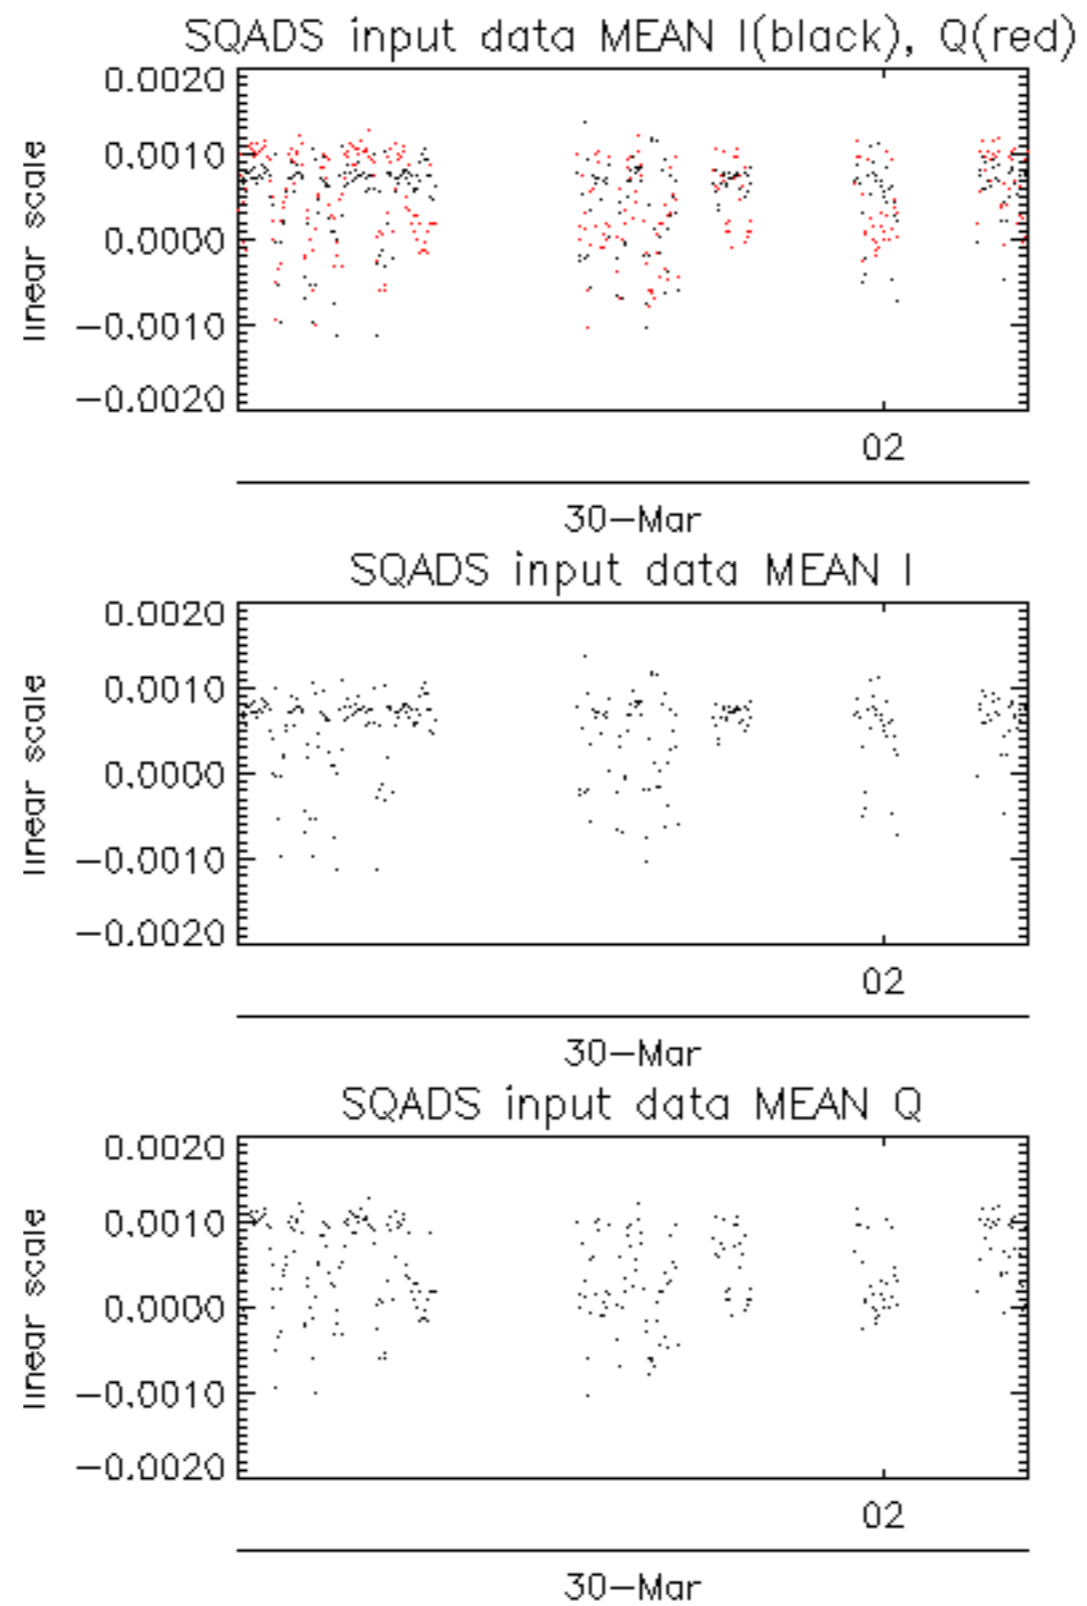 SQADS input data MEAN I(black), Q(red)
linear scale
0.0020
0.0010
0.0000
−0.0010
−0.0020
02
30−Mar
SQADS input data MEAN I
linear scale
0.0020
0.0010
0.0000
−0.0010
−0.0020
02
30−Mar
SQADS input data MEAN Q
linear scale
0.0020
0.0010
0.0000
−0.0010
−0.0020
02
30−Mar